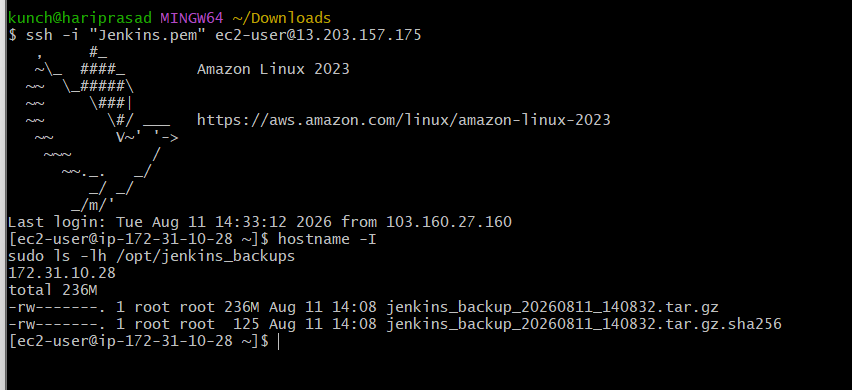 kunch@hariprasad MINGW64 ~/Downloads
$ ssh -i "Jenkins.pem" ec2-user@13.203.157.175
   ,     #_
   ~\_  ####_        Amazon Linux 2023
  ~~  \_#####\
  ~~     \###|
  ~~       \#/ ___   https://aws.amazon.com/linux/amazon-linux-2023
   ~~       V~' '->
    ~~~         /
      ~~._.   _/
         _/ _/
       _/m/'
Last login: Tue Aug 11 14:33:12 2026 from 103.160.27.160
[ec2-user@ip-172-31-10-28 ~]$ hostname -I
sudo ls -lh /opt/jenkins_backups
172.31.10.28
total 236M
-rw-------. 1 root root 236M Aug 11 14:08 jenkins_backup_20260811_140832.tar.gz
-rw-------. 1 root root  125 Aug 11 14:08 jenkins_backup_20260811_140832.tar.gz.sha256
[ec2-user@ip-172-31-10-28 ~]$